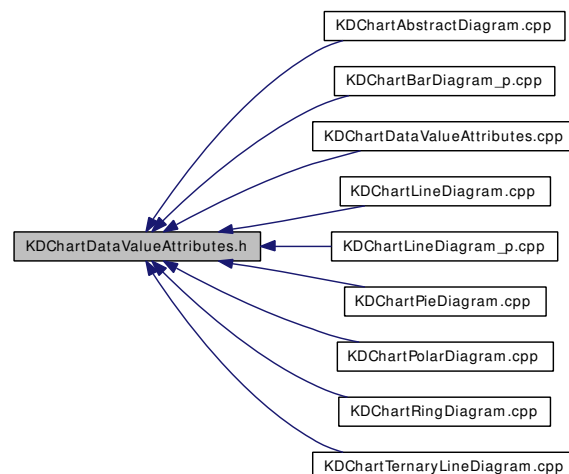 KDChartAbstractDiagram.cpp
KDChartBarDiagram_p.cpp
KDChartDataValueAttributes.cpp
KDChartLineDiagram.cpp
KDChartDataValueAttributes.h
KDChartLineDiagram_p.cpp
KDChartPieDiagram.cpp
KDChartPolarDiagram.cpp
KDChartRingDiagram.cpp
KDChartTernaryLineDiagram.cpp